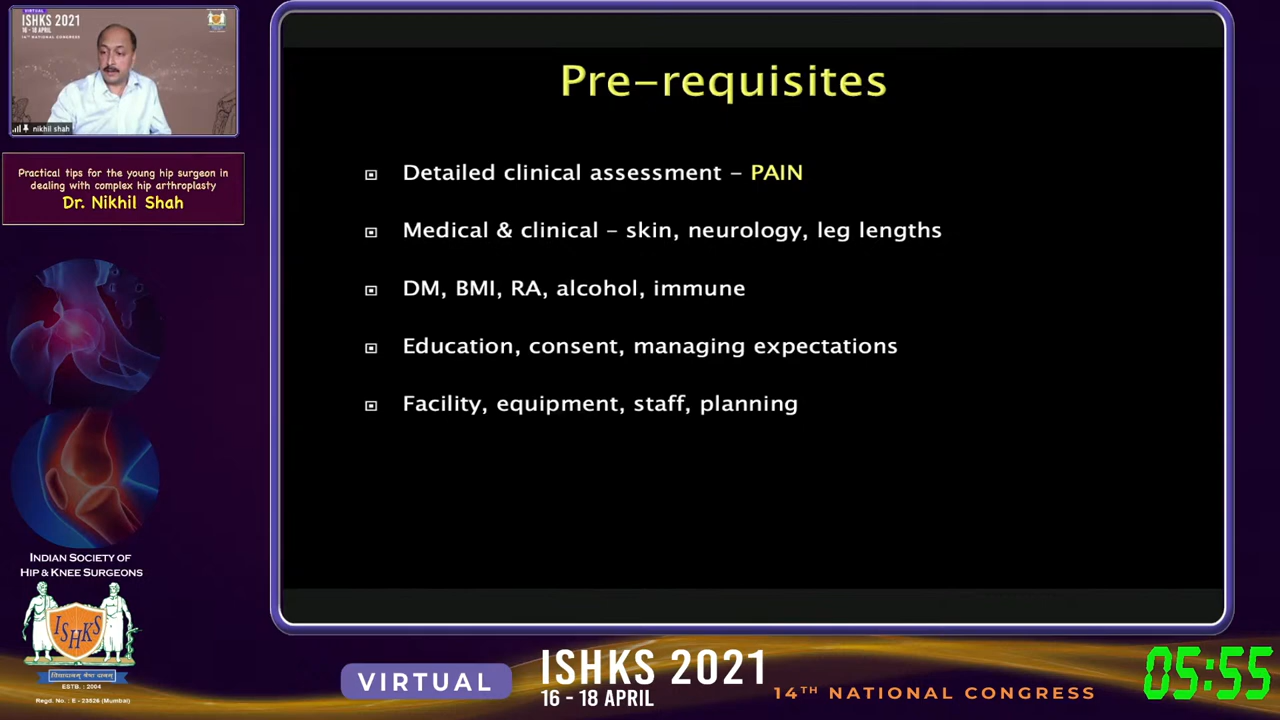 VIRTUAL
ISHKS 2021
16 - 18 APRIL
14TH NATIONAL CONGRESS
nikhil shah
Practical tips for the young hip surgeon in
dealing with complex hip arthroplasty
Dr. Nikhil Shah
Pre-requisites
Detailed clinical assessment – PAIN
Medical & clinical – skin, neurology, leg lengths
DM, BMI, RA, alcohol, immune
Education, consent, managing expectations
Facility, equipment, staff, planning
INDIAN SOCIETY OF
HIP & KNEE SURGEONS
ISHKS
ESTB. : 2004
Regd. No. : E - 23526 (Mumbai)
VIRTUAL
ISHKS 2021
16 - 18 APRIL
14TH NATIONAL CONGRESS
05:55